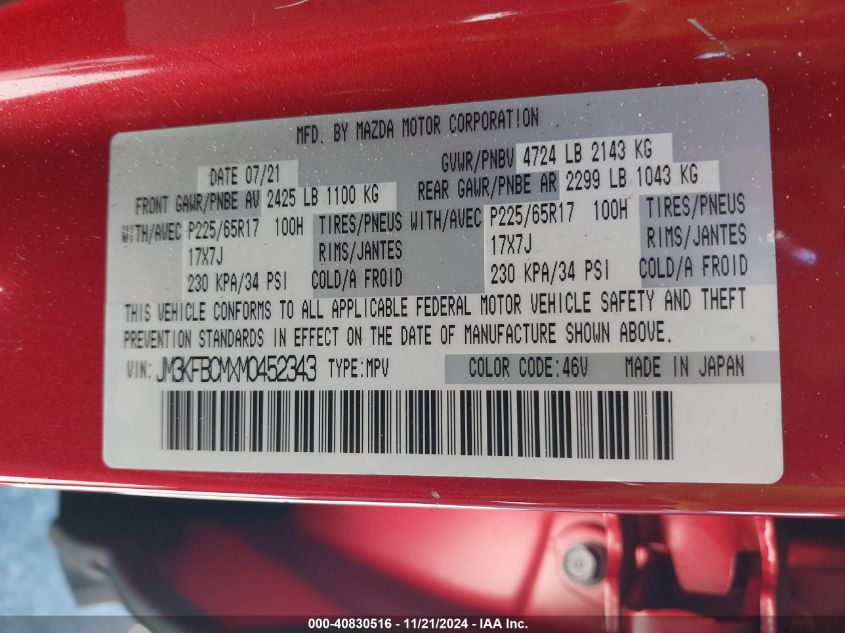 MFD. BY MAZDA MOTOR CORPORATION
DATE 07/21 GVWR/PNBV 4724 LB 2143 KG
FRONT GAWR/PNBE AV 2425 LB 1100 KG REAR GAWR/PNBE AR 2299 LB 1043 KG
WITH/AVEC P225/65R17 100H TIRES/PNEUS WITH/AVEC P225/65R17 100H TIRES/PNEUS
17X7J RIMS/JANTES 17X7J RIMS/JANTES
230 KPA/34 PSI COLD/A FROID 230 KPA/34 PSI COLD/A FROID
THIS VEHICLE CONFORMS TO ALL APPLICABLE FEDERAL MOTOR VEHICLE SAFETY AND THEFT
PREVENTION STANDARDS IN EFFECT ON THE DATE OF MANUFACTURE SHOWN ABOVE.
VIN: JM3KFBCMXM0452343 TYPE: MPV COLOR CODE: 46V MADE IN JAPAN
000-40830516 - 11/21/2024 - IAA Inc.